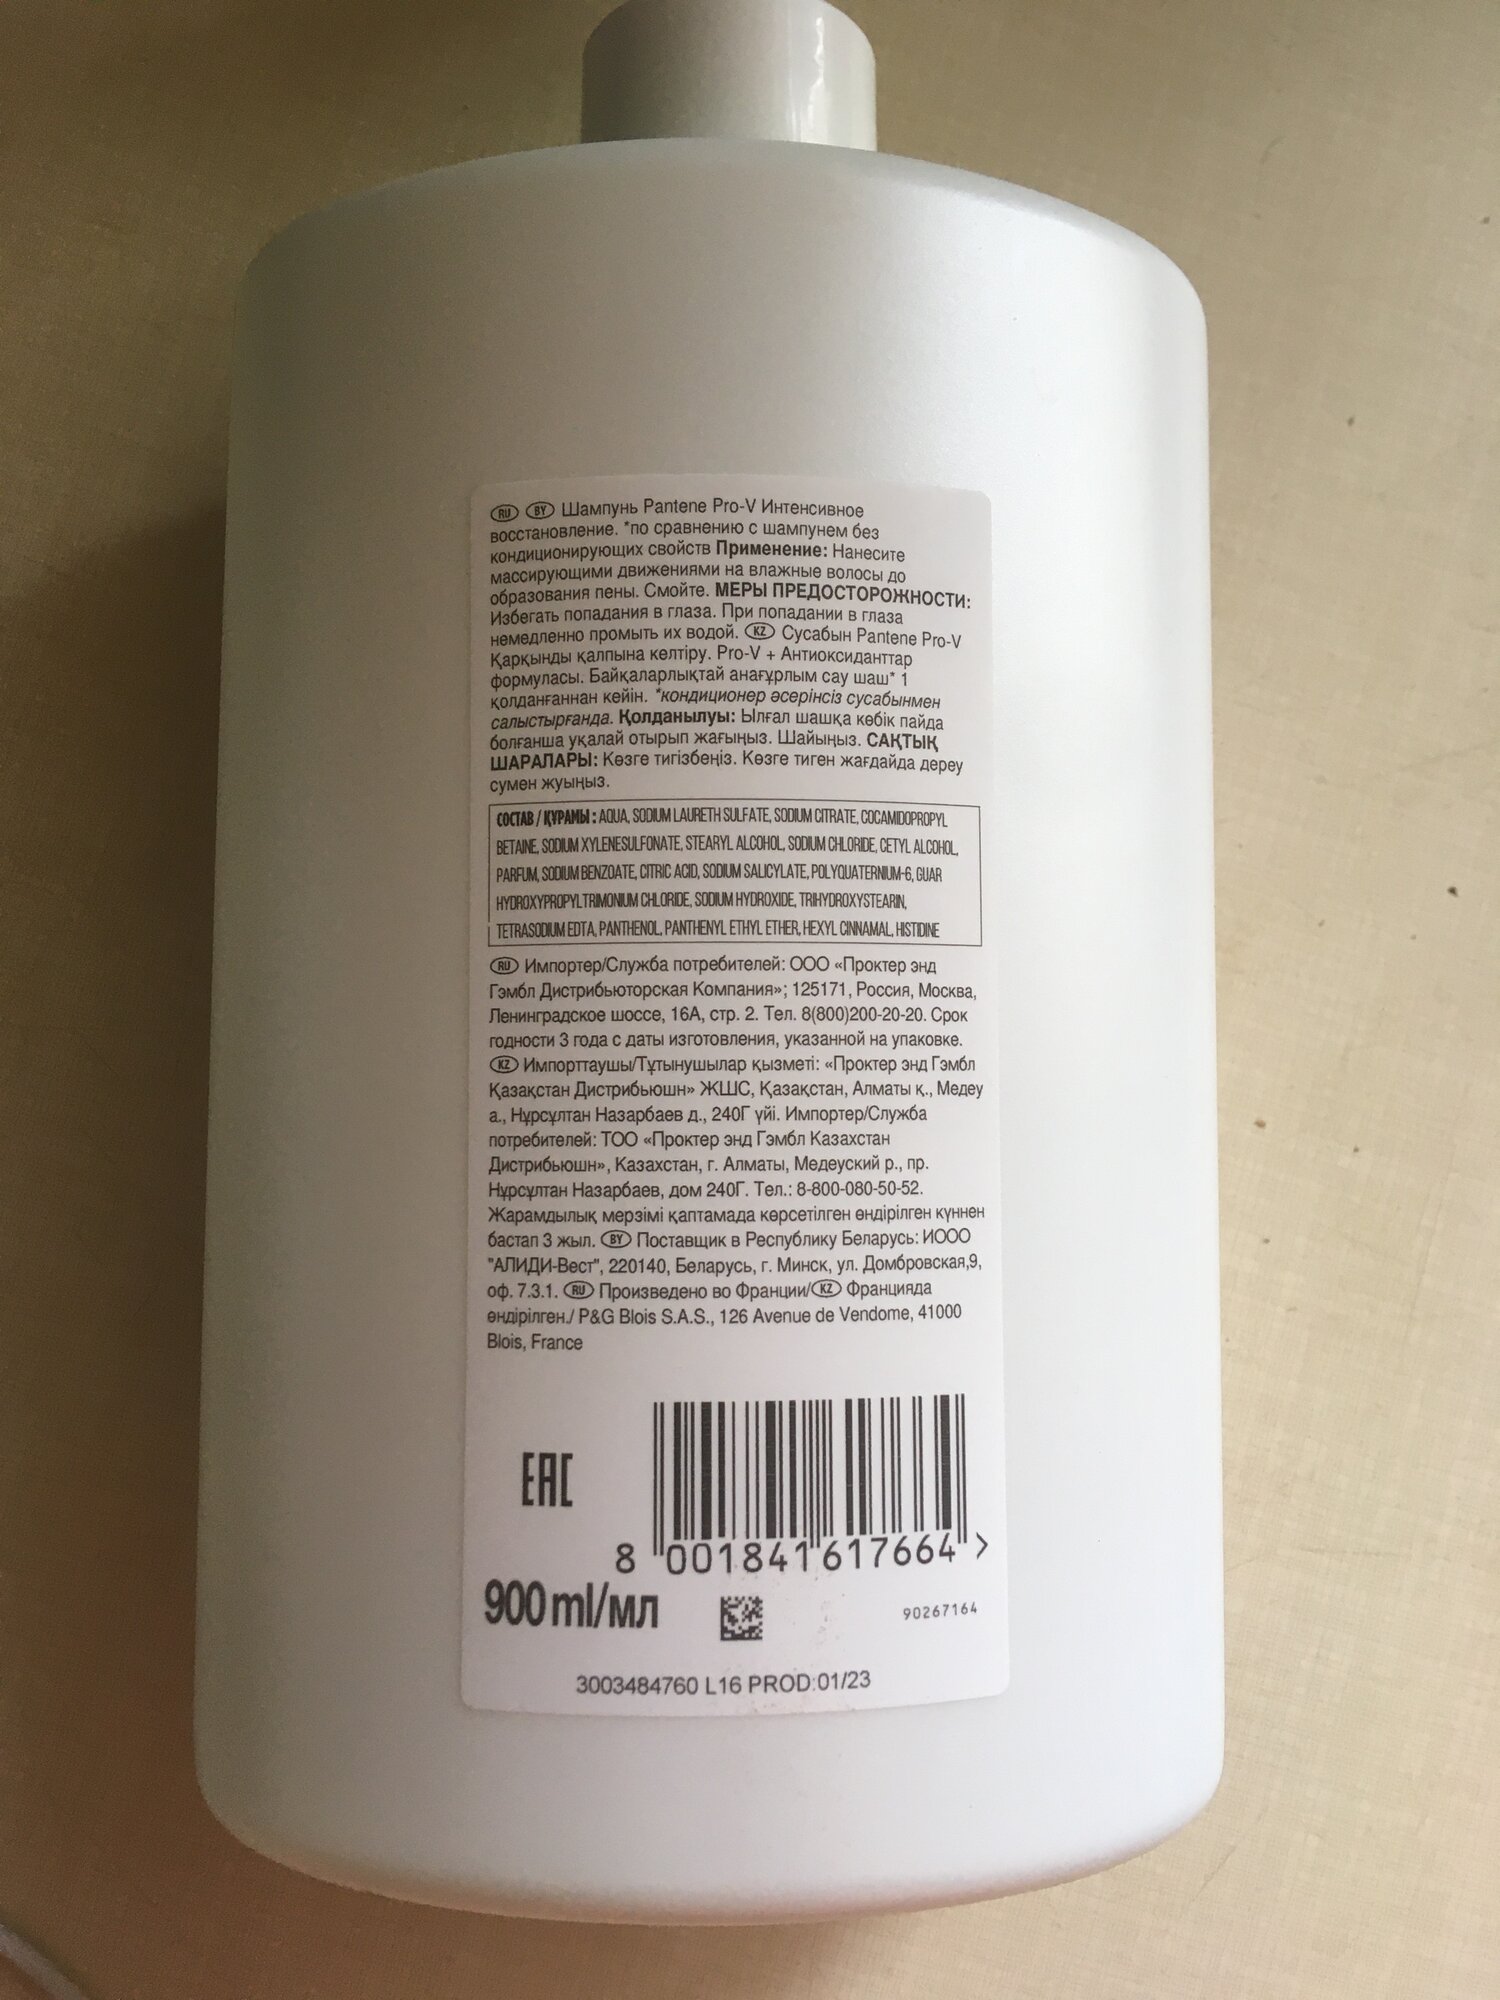 RU BY Шампунь Pantene Pro-V Интенсивное
восстановление. *по сравнению с шампунем без
кондиционирующих свойств Применение: Нанесите
массирующими движениями на влажные волосы до
образования пены. Смойте. МЕРЫ ПРЕДОСТОРОЖНОСТИ:
Избегать попадания в глаза. При попадании в глаза
немедленно промыть их водой. KZ Сусабын Pantene Pro-V
Қарқынды қалпына келтіру. Pro-V + Антиоксиданттар
формуласы. Байқаларлықтай анағұрлым сау шаш* 1
қолданғаннан кейін. *кондиционер әсерінсіз сусабынмен
салыстырғанда. Қолданылуы: Ылғал шашқа көбік пайда
болғанша уқалай отырып жағыңыз. Шайыңыз. САҚТЫҚ
ШАРАЛАРЫ: Көзге тигізбеңіз. Көзге тиген жағдайда дереу
сумен жуыңыз.
СОСТАВ / ҚҰРАМЫ : AQUA, SODIUM LAURETH SULFATE, SODIUM CITRATE, COCAMIDOPROPYL
BETAINE, SODIUM XYLENESULFONATE, STEARYL ALCOHOL, SODIUM CHLORIDE, CETYL ALCOHOL,
PARFUM, SODIUM BENZOATE, CITRIC ACID, SODIUM SALICYLATE, POLYQUATERNIUM-6, GUAR
HYDROXYPROPYLTRIMONIUM CHLORIDE, SODIUM HYDROXIDE, TRIHYDROXYSTEARIN,
TETRASODIUM EDTA, PANTHENOL, PANTHENYL ETHYL ETHER, HEXYL CINNAMAL, HISTIDINE
RU Импортер/Служба потребителей: ООО «Проктер энд
Гэмбл Дистрибьюторская Компания»; 125171, Россия, Москва,
Ленинградское шоссе, 16А, стр. 2. Тел. 8(800)200-20-20. Срок
годности 3 года с даты изготовления, указанной на упаковке.
KZ Импорттаушы/Тұтынушылар қызметі: «Проктер энд Гэмбл
Қазақстан Дистрибьюшн» ЖШС, Қазақстан, Алматы қ., Медеу
а., Нұрсұлтан Назарбаев д., 240Г үйі. Импортер/Служба
потребителей: ТОО «Проктер энд Гэмбл Казахстан
Дистрибьюшн», Казахстан, г. Алматы, Медеуский р., пр.
Нұрсұлтан Назарбаев, дом 240Г. Тел.: 8-800-080-50-52.
Жарамдылық мерзімі қаптамада көрсетілген өндірілген күннен
бастап 3 жыл. BY Поставщик в Республику Беларусь: ИООО
"АЛИДИ-Вест", 220140, Беларусь, г. Минск, ул. Домбровская,9,
оф. 7.3.1. RU Произведено во Франции/KZ Францияда
өндірілген./ P&G Blois S.A.S., 126 Avenue de Vendome, 41000
Blois, France
EAC
8 001841 617664 >
900 ml/мл
90267164
3003484760 L16 PROD:01/23